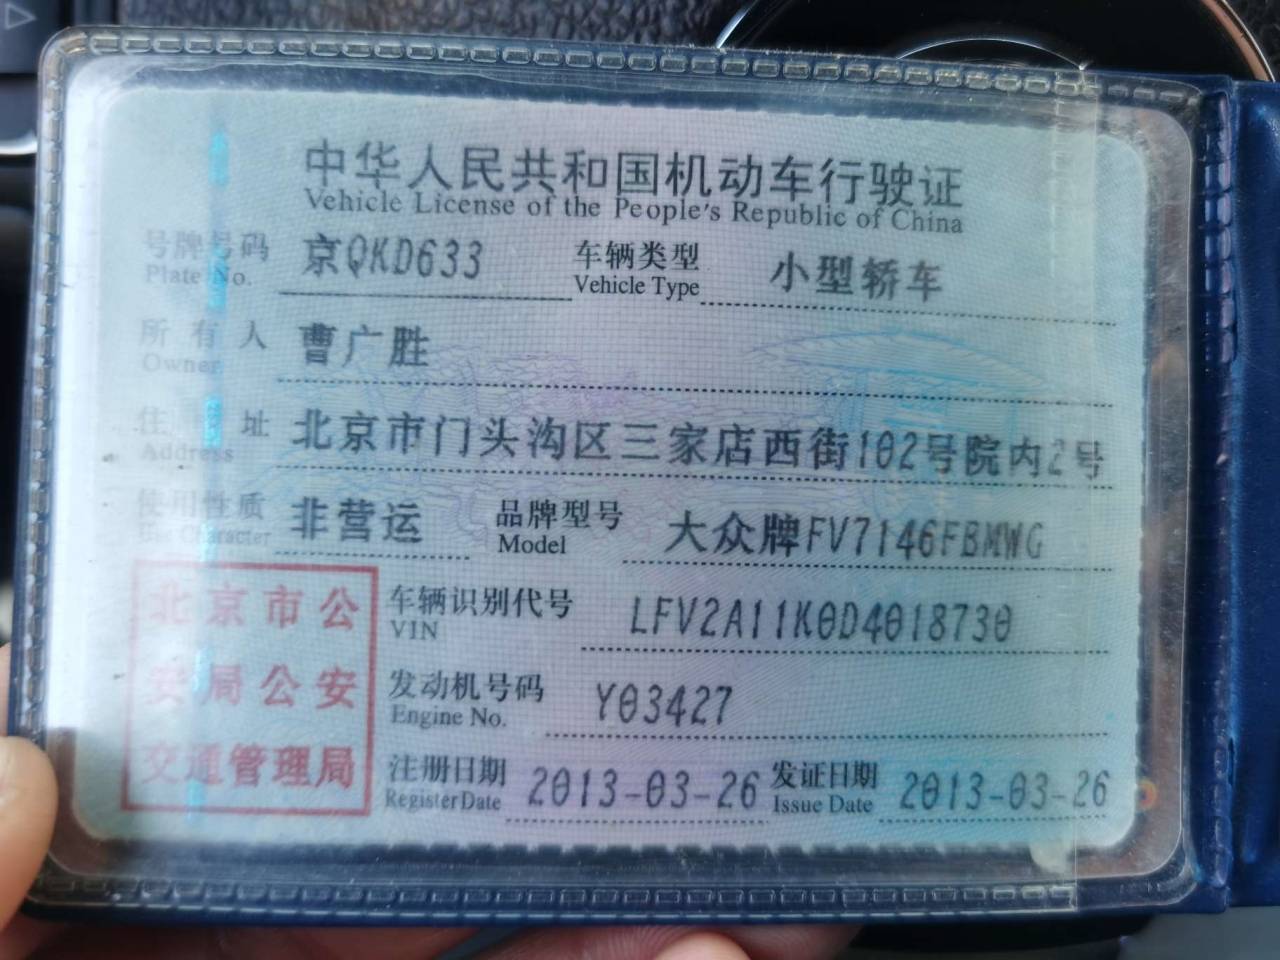 中华人民共和国机动车行驶证
Vehicle License of the People's Republic of China
号牌号码 京QKD633 车辆类型 小型轿车
Plate No. Vehicle Type
所有人 曹广胜
Owner
住址 北京市门头沟区三家店西街102号院内2号
Address
使用性质 非营运 品牌型号 大众牌FV7146FBMWG
Use Character Model
北京市公
安局公安
交通管理局
车辆识别代号 LFV2A11K0D4018730
VIN
发动机号码 Y03427
Engine No.
注册日期 2013-03-26 发证日期 2013-03-26
Register Date Issue Date